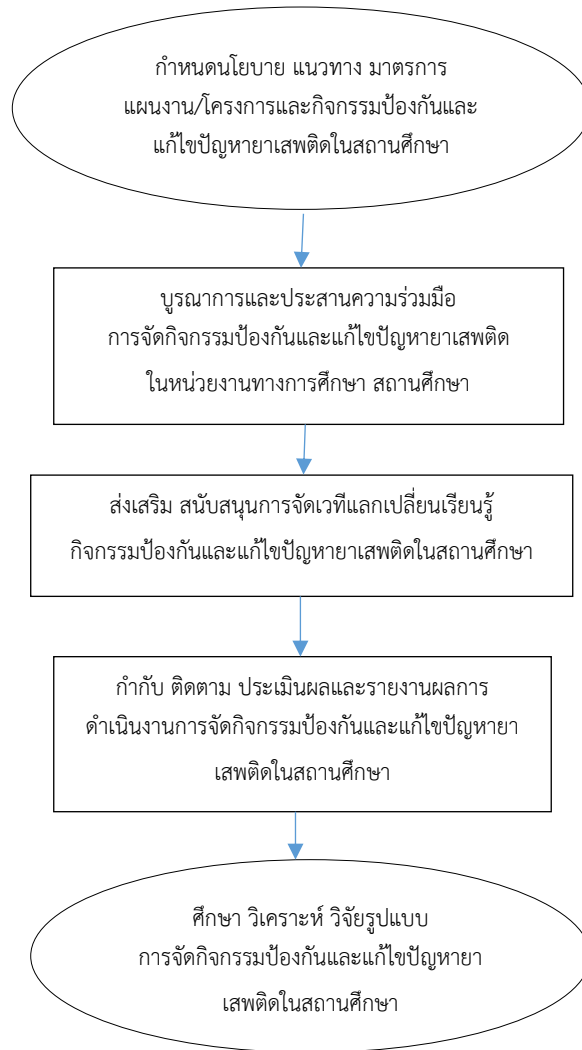 กำหนดนโยบาย แนวทาง มาตรการ
แผนงาน/โครงการและกิจกรรมป้องกันและ
แก้ไขปัญหายาเสพติดในสถานศึกษา
บูรณาการและประสานความร่วมมือ
การจัดกิจกรรมป้องกันและแก้ไขปัญหายาเสพติด
ในหน่วยงานทางการศึกษา สถานศึกษา
ส่งเสริม สนับสนุนการจัดเวทีแลกเปลี่ยนเรียนรู้
กิจกรรมป้องกันและแก้ไขปัญหายาเสพติดในสถานศึกษา
กำกับ ติดตาม ประเมินผลและรายงานผลการ
ดำเนินงานการจัดกิจกรรมป้องกันและแก้ไขปัญหายา
เสพติดในสถานศึกษา
ศึกษา วิเคราะห์ วิจัยรูปแบบ
การจัดกิจกรรมป้องกันและแก้ไขปัญหายา
เสพติดในสถานศึกษา